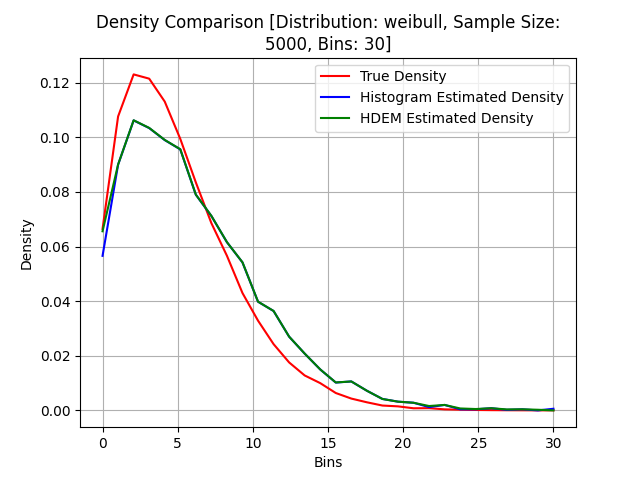 Density Comparison [Distribution: weibull, Sample Size:
5000, Bins: 30]
True Density
Histogram Estimated Density
HDEM Estimated Density
0.12
0.10
0.08
0.06
0.04
0.02
0.00
Density
0 5 10 15 20 25 30
Bins